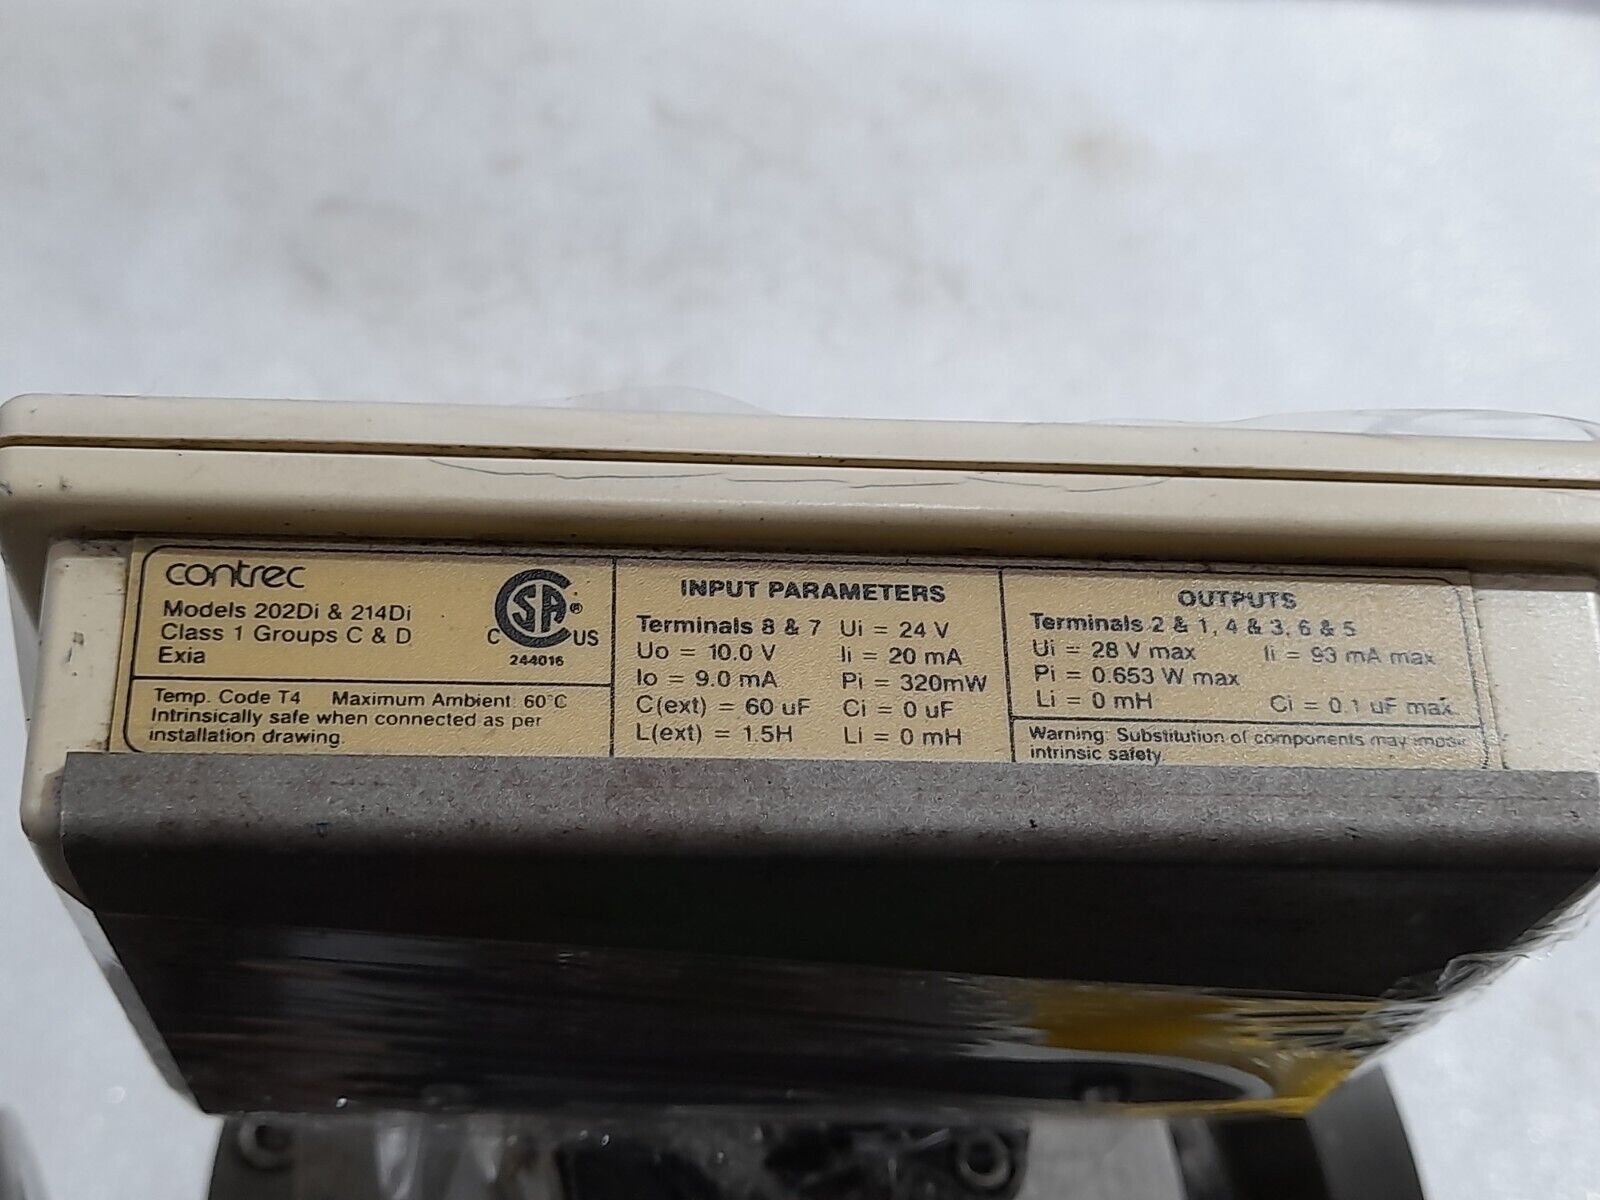 contrec
Models 202Di & 214Di
Class 1 Groups C & D
Exia
CSA®
C US
244016
Temp. Code T4 Maximum Ambient: 60°C
Intrinsically safe when connected as per
installation drawing.
INPUT PARAMETERS
Terminals 8 & 7 Ui = 24 V
Uo = 10.0 V Ii = 20 mA
Io = 9.0 mA Pi = 320mW
C(ext) = 60 uF Ci = 0 uF
L(ext) = 1.5H Li = 0 mH
OUTPUTS
Terminals 2 & 1, 4 & 3, 6 & 5
Ui = 28 V max Ii = 93 mA max
Pi = 0.653 W max
Li = 0 mH Ci = 0.1 uF max
Warning: Substitution of components may impair
intrinsic safety.